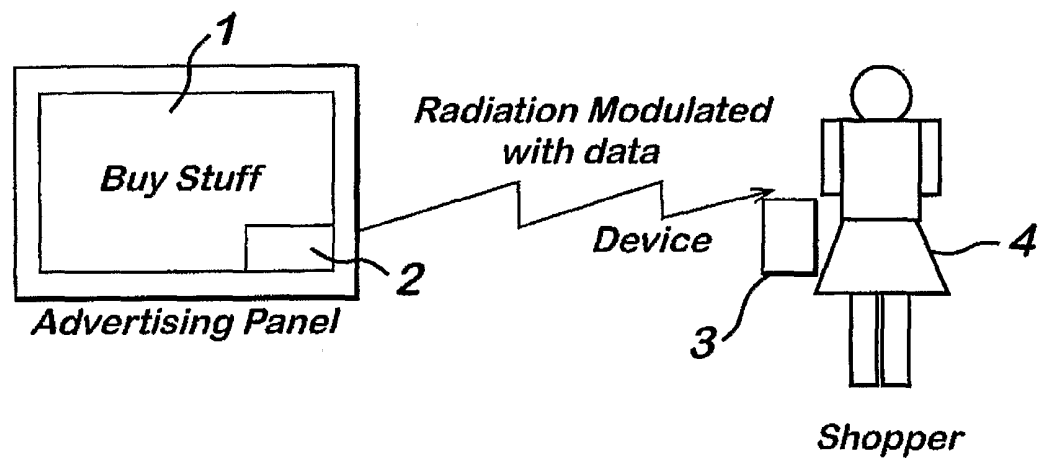 1
Radiation Modulated
with data
Buy Stuff
Device
2
4
Advertising Panel
3
Shopper